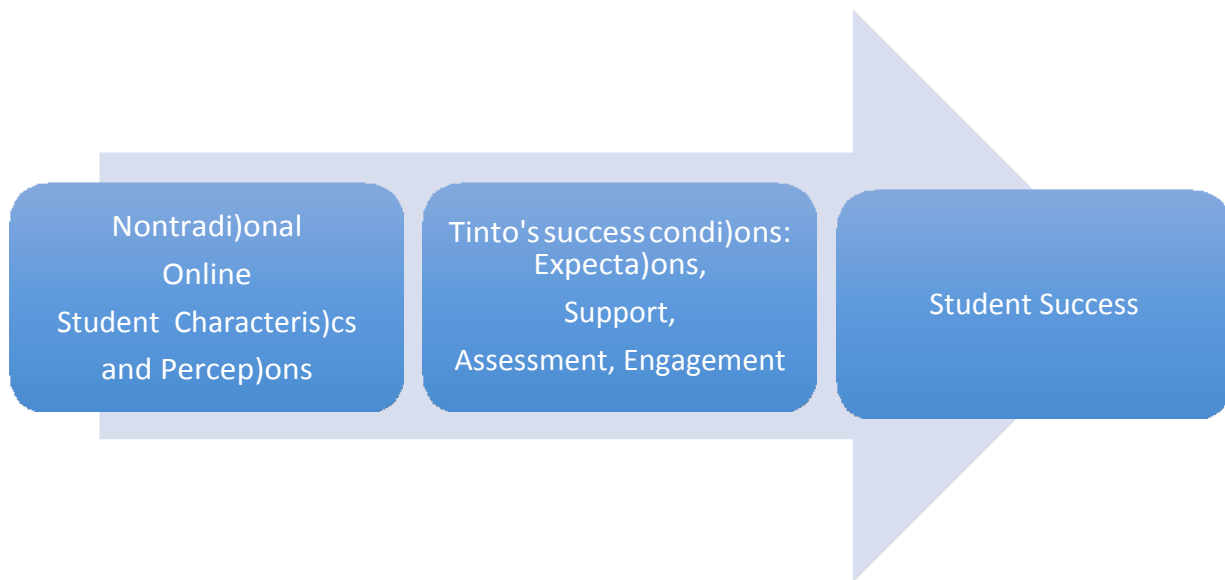 Nontradi)onal
Online
Student Characteris)cs
and Percep)ons
Tinto's success condi)ons:
Expecta)ons,
Support,
Assessment, Engagement
Student Success